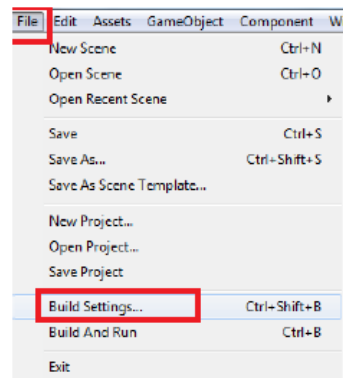 File Edit Assets GameObject Component W
New Scene Ctrl+N
Open Scene Ctrl+O
Open Recent Scene
Save Ctrl+S
Save As... Ctrl+Shift+S
Save As Scene Template...
New Project...
Open Project...
Save Project
Build Settings... Ctrl+Shift+B
Build And Run Ctrl+B
Exit